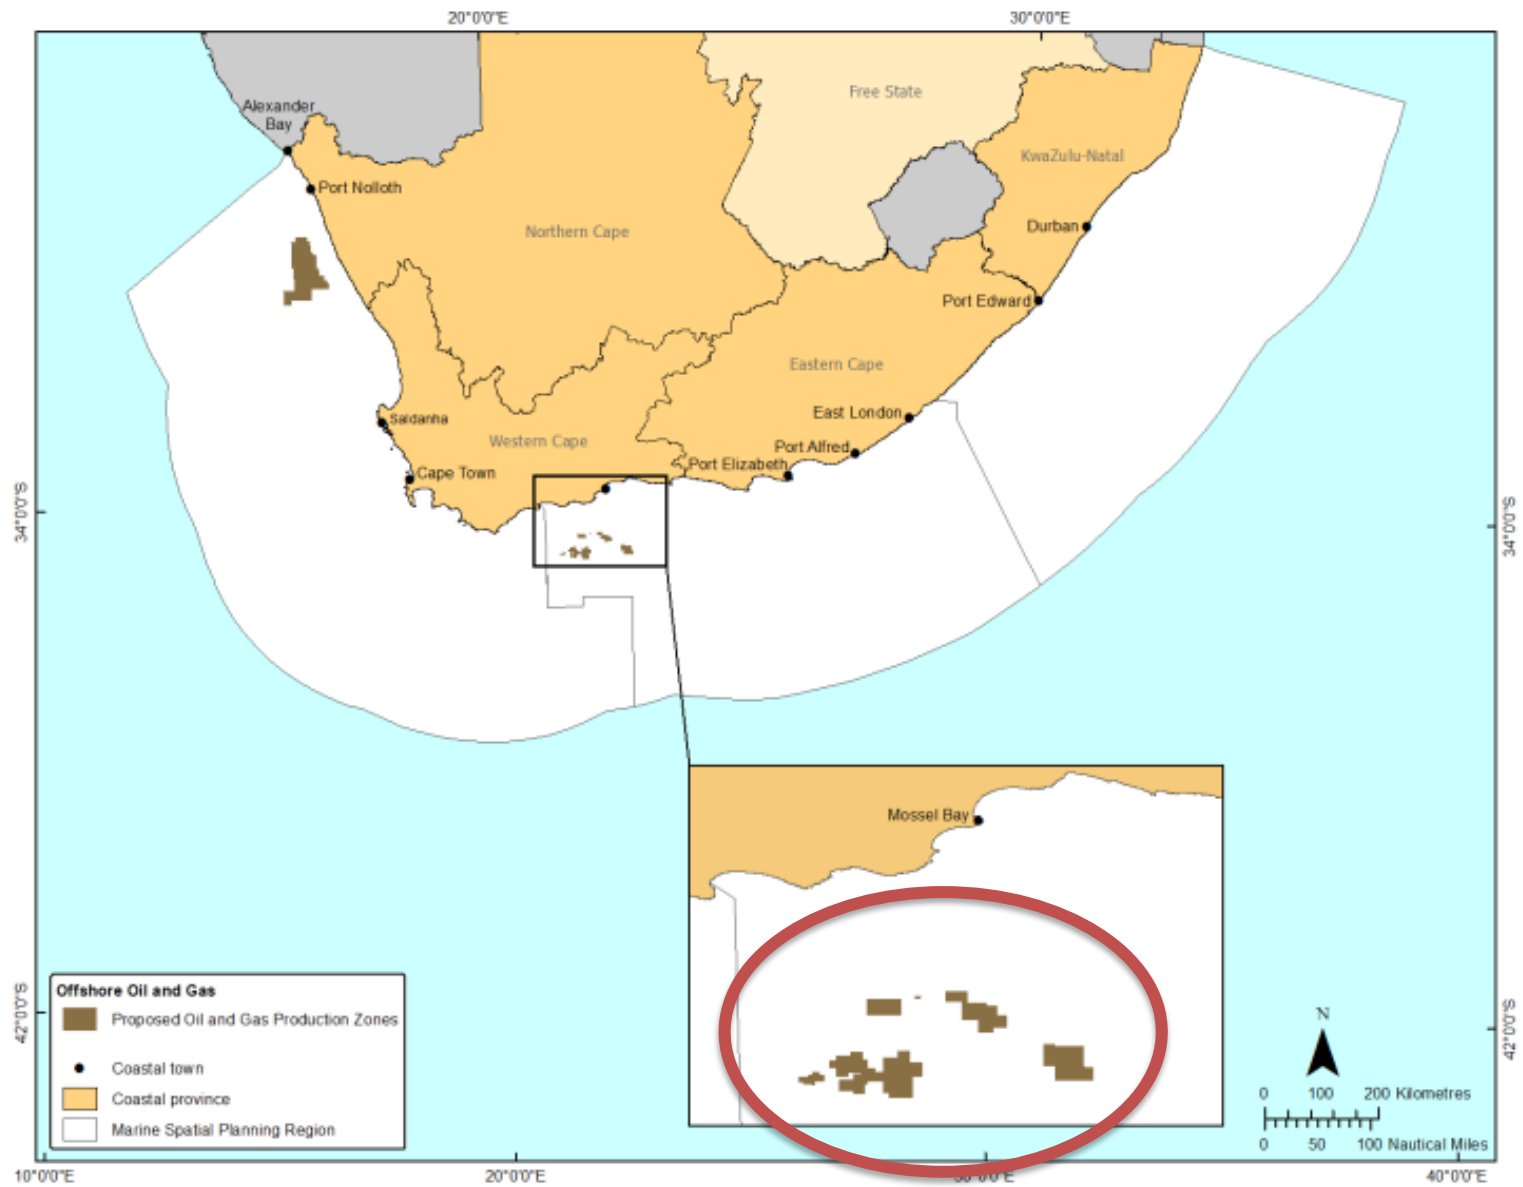 20°0'0"E
30°0'0"E
Alexander
Bay
Free State
KwaZulu-Natal
Port Nolloth
Northern Cape
Durban
Port Edward
Eastern Cape
East London
Saldanha
Western Cape
Port Alfred
Port Elizabeth
Cape Town
34°0'0"S
34°0'0"S
Mossel Bay
Offshore Oil and Gas
Proposed Oil and Gas Production Zones
Coastal town
Coastal province
Marine Spatial Planning Region
42°0'0"S
42°0'0"S
N
0 100 200 Kilometres
0 50 100 Nautical Miles
10°0'0"E
20°0'0"E
30°0'0"E
40°0'0"E